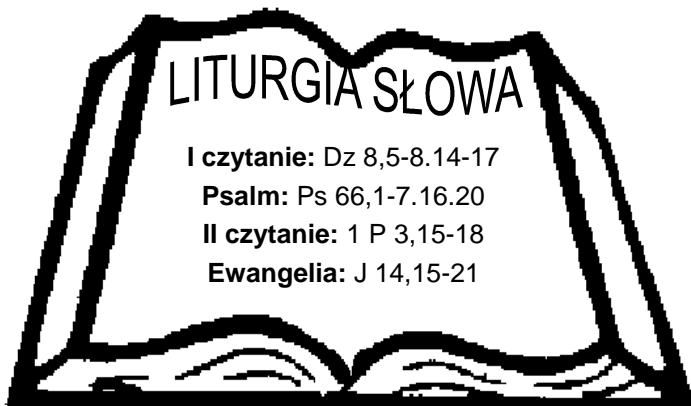 LITURGIA SŁOWA
I czytanie: Dz 8,5-8.14-17
Psalm: Ps 66,1-7.16.20
II czytanie: 1 P 3,15-18
Ewangelia: J 14,15-21